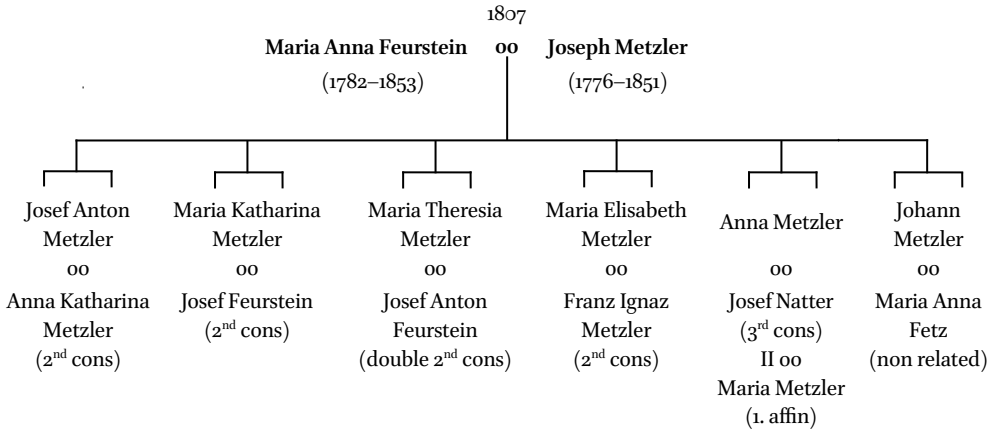 1807
Maria Anna Feurstein oo Joseph Metzler
(1782–1853) (1776–1851)
Josef Anton
Metzler
oo
Anna Katharina
Metzler
(2nd cons)
Maria Katharina
Metzler
oo
Josef Feurstein
(2nd cons)
Maria Theresia
Metzler
oo
Josef Anton
Feurstein
(double 2nd cons)
Maria Elisabeth
Metzler
oo
Franz Ignaz
Metzler
(2nd cons)
Anna Metzler
oo
Josef Natter
(3rd cons)
II oo
Maria Metzler
(1. affin)
Johann
Metzler
oo
Maria Anna
Fetz
(non related)